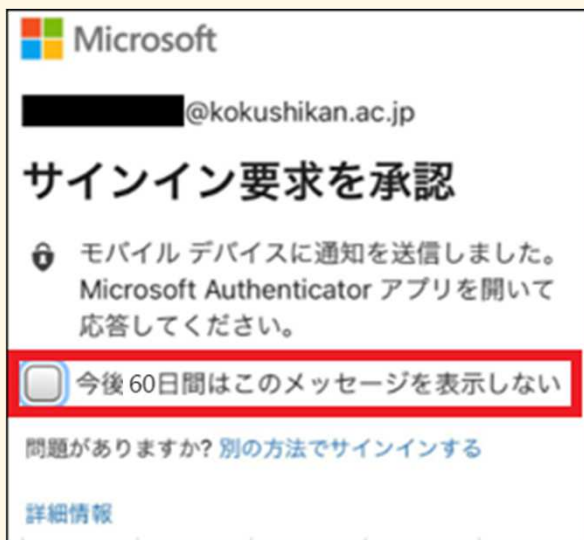 Microsoft
@kokushikan.ac.jp
サインイン要求を承認
モバイル デバイスに通知を送信しました。
Microsoft Authenticator アプリを開いて
応答してください。
今後 60日間はこのメッセージを表示しない
問題がありますか? 別の方法でサインインする
詳細情報